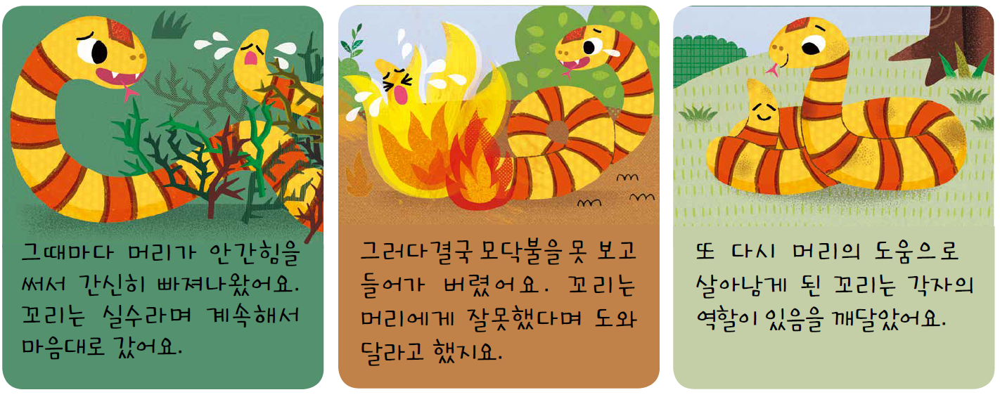 그때마다 머리가 안간힘을
써서 간신히 빠져나왔어요.
꼬리는 실수라며 계속해서
마음대로 갔어요.
그러다결국 모닥불을 못 보고
들어가 버렸어요. 꼬리는
머리에게 잘못했다며 도와
달라고 했지요.
또 다시 머리의 도움으로
살아남게 된 꼬리는 각자의
역할이 있음을 깨달았어요.